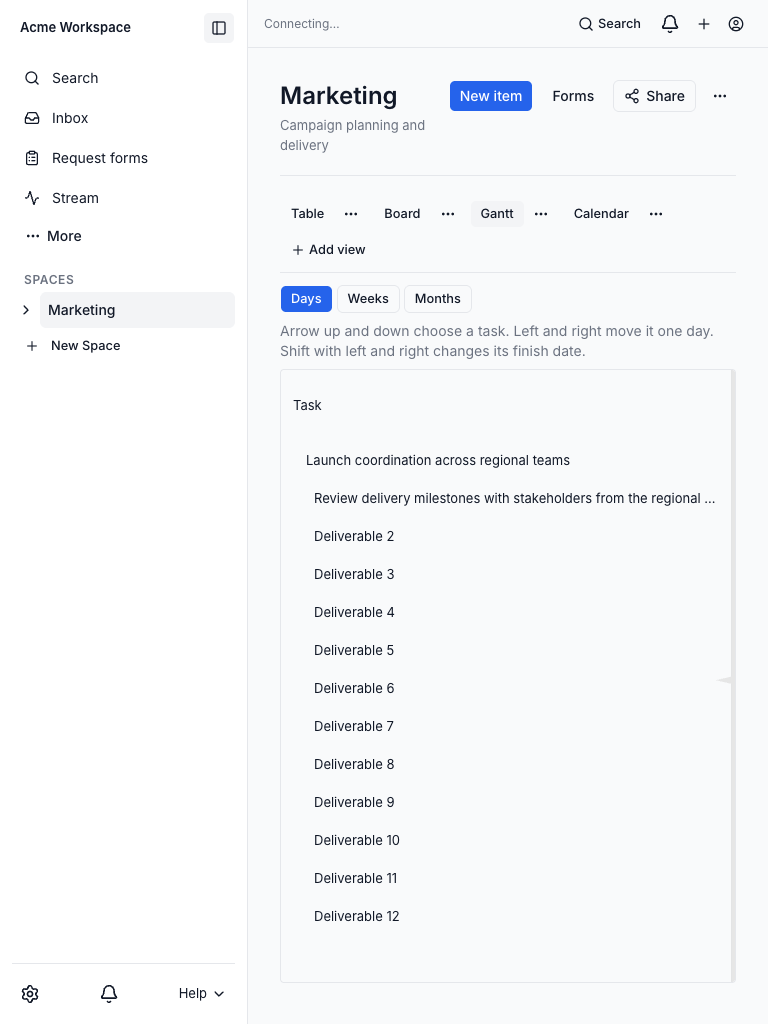 Acme Workspace
Search
Inbox
Request forms
Stream
More
SPACES
Marketing
New Space
Help
Connecting...
Search
Marketing
Campaign planning and
delivery
New item
Forms
Share
Table
Board
Gantt
Calendar
Add view
Days
Weeks
Months
Arrow up and down choose a task. Left and right move it one day.
Shift with left and right changes its finish date.
Task
Launch coordination across regional teams
Review delivery milestones with stakeholders from the regional ...
Deliverable 2
Deliverable 3
Deliverable 4
Deliverable 5
Deliverable 6
Deliverable 7
Deliverable 8
Deliverable 9
Deliverable 10
Deliverable 11
Deliverable 12